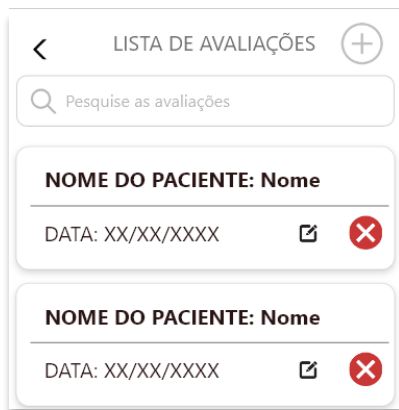 LISTA DE AVALIAÇÕES
Pesquise as avaliações
NOME DO PACIENTE: Nome
DATA: XX/XX/XXXX
NOME DO PACIENTE: Nome
DATA: XX/XX/XXXX